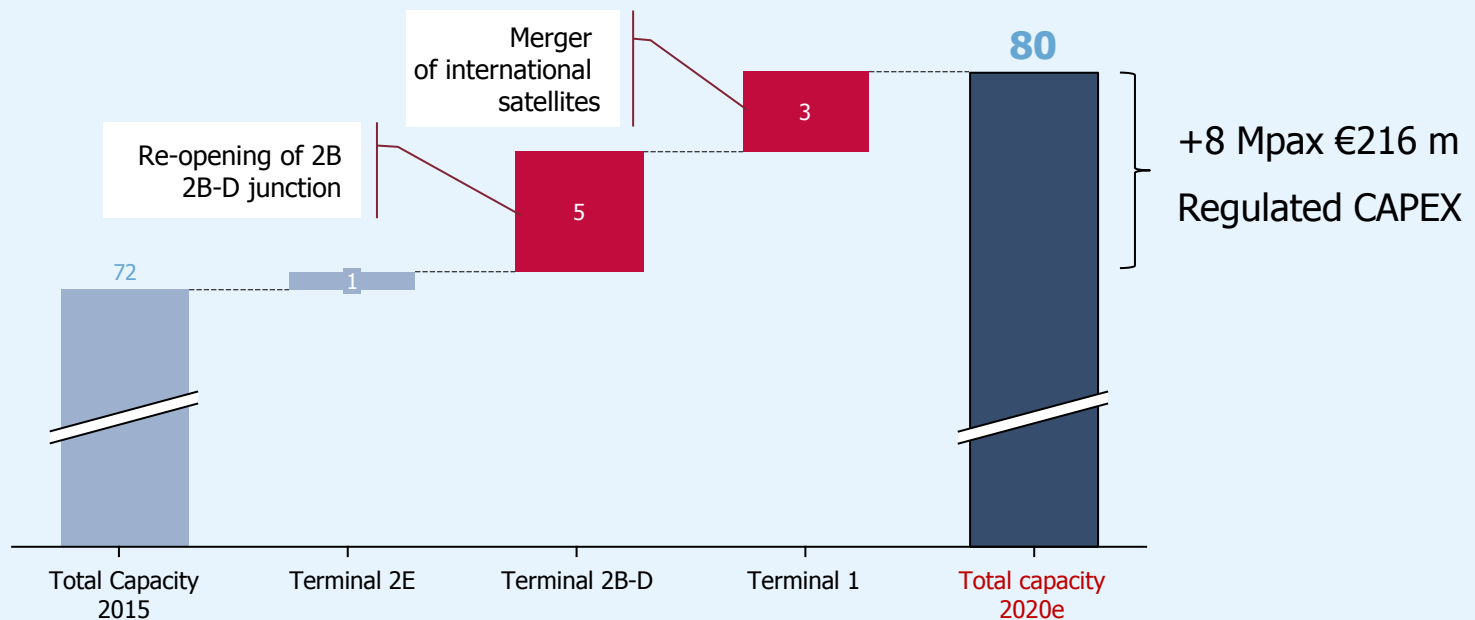 Merger
of international
satellites
80
3
+8 Mpax €216 m
Regulated CAPEX
Re-opening of 2B
2B-D junction
5
72
1
Total Capacity
2015
Terminal 2E
Terminal 2B-D
Terminal 1
Total capacity
2020e